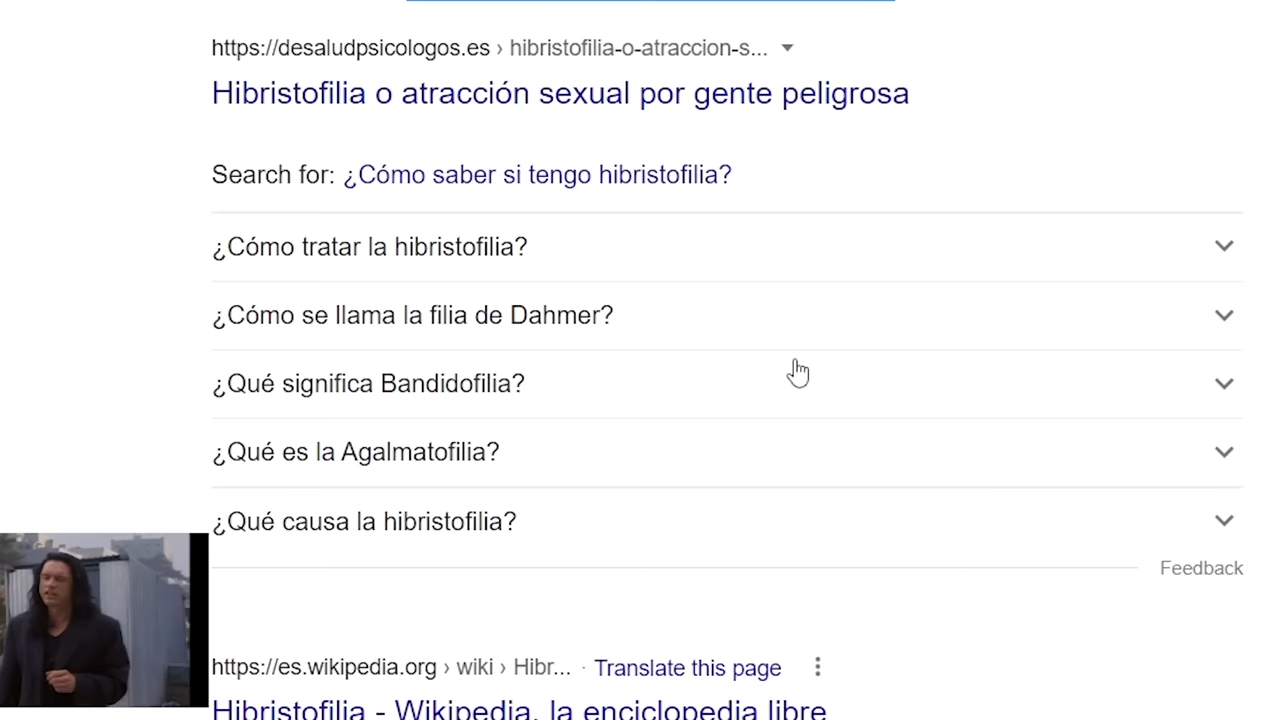 https://desaludpsicologos.es › hibristofilia-o-atraccion-s...
Hibristofilia o atracción sexual por gente peligrosa
Search for: ¿Cómo saber si tengo hibristofilia?
¿Cómo tratar la hibristofilia?
¿Cómo se llama la filia de Dahmer?
¿Qué significa Bandidofilia?
¿Qué es la Agalmatofilia?
¿Qué causa la hibristofilia?
Feedback
https://es.wikipedia.org › wiki › Hibr... · Translate this page
Hibristofilia - Wikipedia, la enciclopedia libre